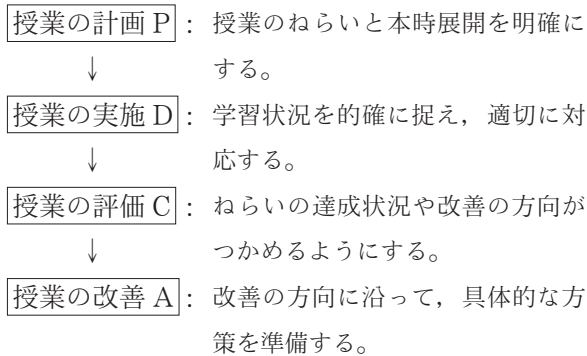 授業の計画 P： 授業のねらいと本時展開を明確に
↓ する。
授業の実施 D： 学習状況を的確に捉え，適切に対
↓ 応する。
授業の評価 C： ねらいの達成状況や改善の方向が
↓ つかめるようにする。
授業の改善 A： 改善の方向に沿って，具体的な方
策を準備する。